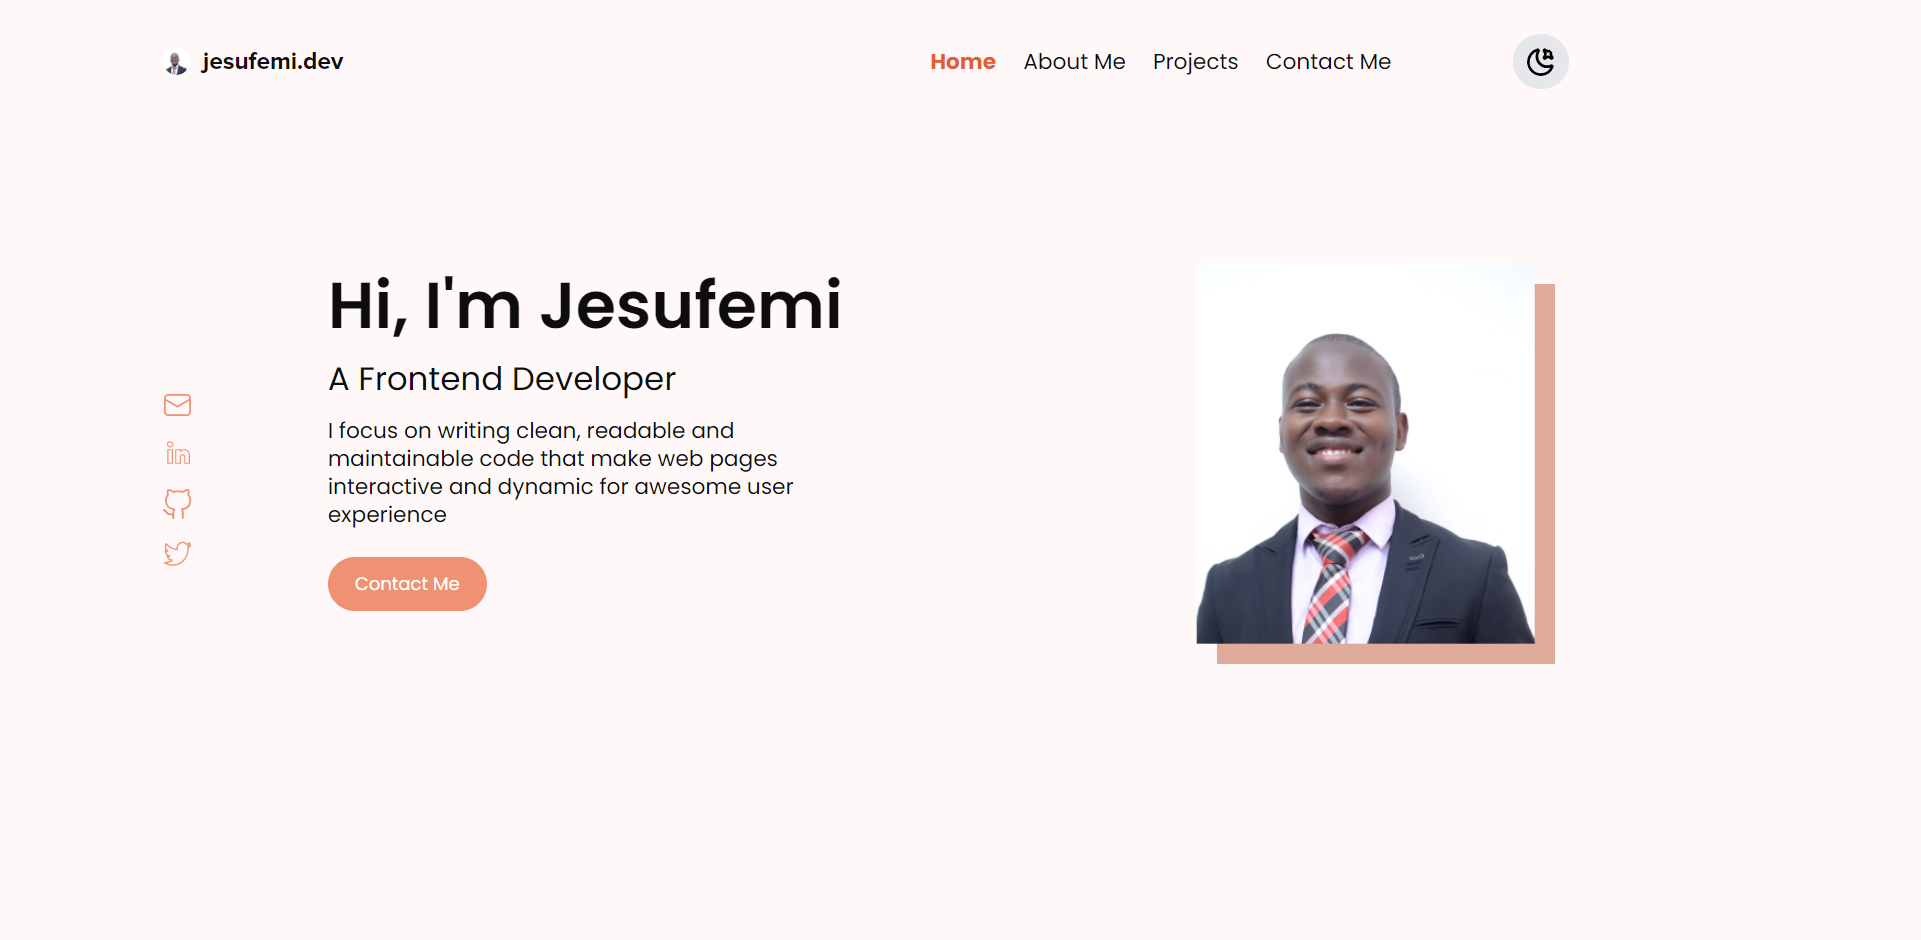 jesufemi.dev
Home About Me Projects Contact Me
Hi, I'm Jesufemi
A Frontend Developer
I focus on writing clean, readable and
maintainable code that make web pages
interactive and dynamic for awesome user
experience
Contact Me